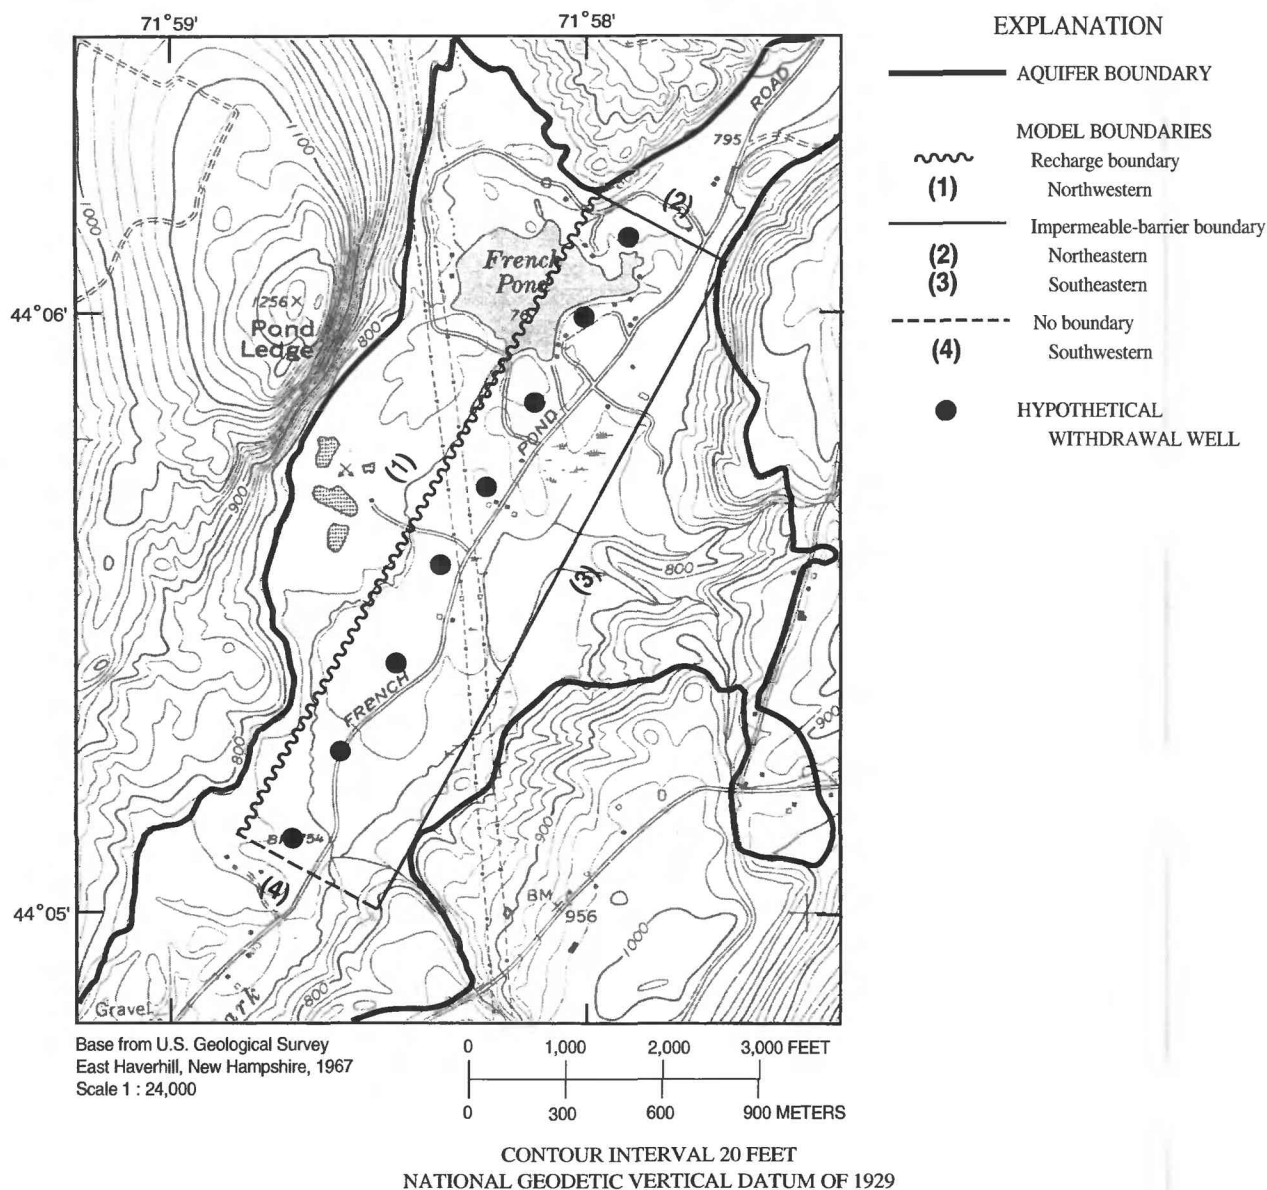 71°59'
71°58'
EXPLANATION
AQUIFER BOUNDARY
MODEL BOUNDARIES
Recharge boundary
(1)
Northwestern
Impermeable-barrier boundary
(2)
Northeastern
(3)
Southeastern
No boundary
(4)
Southwestern
HYPOTHETICAL
WITHDRAWAL WELL
ROAD
795
1100
1000
(2)
French
Pond
44°06'
1256
Pond
Ledge
800
POND
(1)
900
(3)
800
FRENCH
800
900
900
(4)
BM
956
1000
44°05'
800
Gravel
Base from U.S. Geological Survey
East Haverhill, New Hampshire, 1967
Scale 1 : 24,000
0 1,000 2,000 3,000 FEET
0 300 600 900 METERS
CONTOUR INTERVAL 20 FEET
NATIONAL GEODETIC VERTICAL DATUM OF 1929